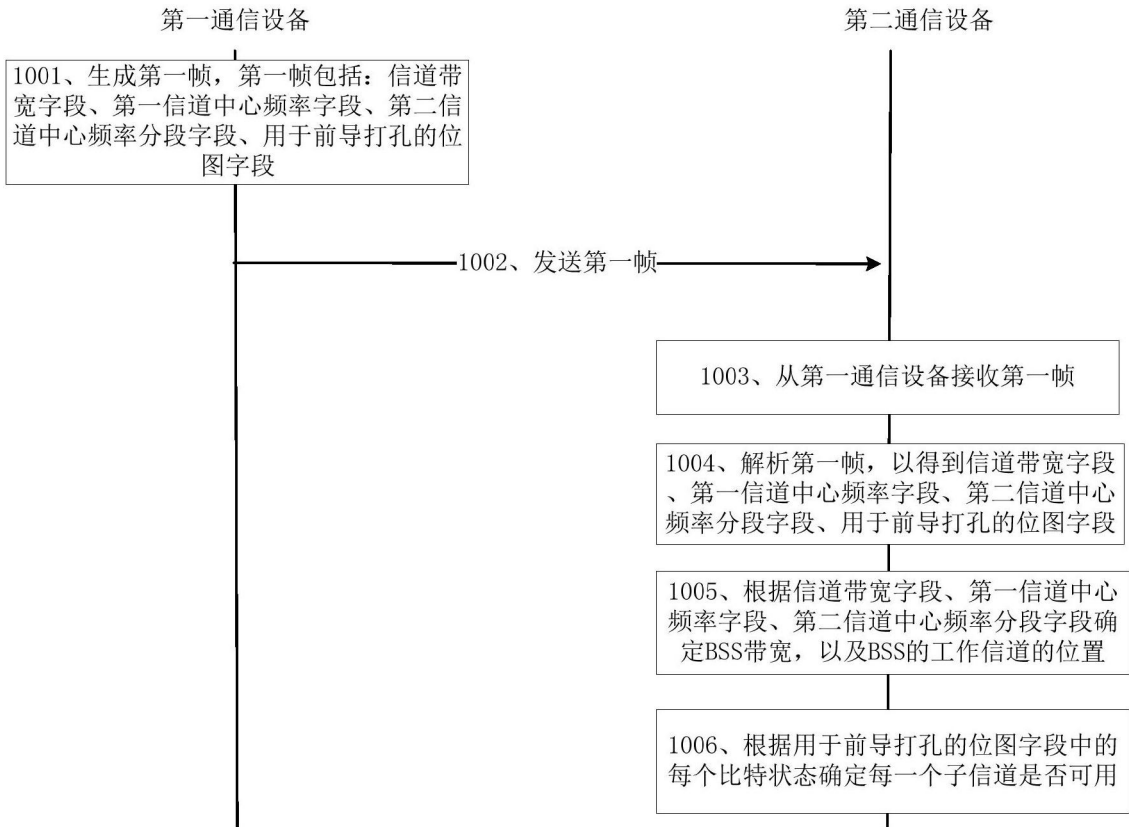 第一通信设备
第二通信设备
1001、生成第一帧，第一帧包括：信道带
宽字段、第一信道中心频率字段、第二信
道中心频率分段字段、用于前导打孔的位
图字段
1002、发送第一帧
1003、从第一通信设备接收第一帧
1004、解析第一帧，以得到信道带宽字段
、第一信道中心频率字段、第二信道中心
频率分段字段、用于前导打孔的位图字段
1005、根据信道带宽字段、第一信道中心
频率字段、第二信道中心频率分段字段确
定BSS带宽，以及BSS的工作信道的位置
1006、根据用于前导打孔的位图字段中的
每个比特状态确定每一个子信道是否可用